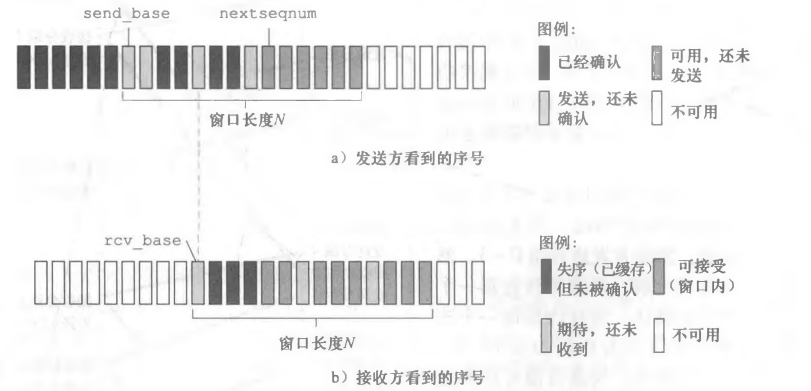 send_base
nextseqnum
图例:
已经确认
可用，还未
发送
发送，还未
确认
不可用
窗口长度N
a）发送方看到的序号
rcv_base
图例:
失序（已缓存）
但未被确认
可接受
（窗口内）
期待，还未
收到
不可用
窗口长度N
b）接收方看到的序号